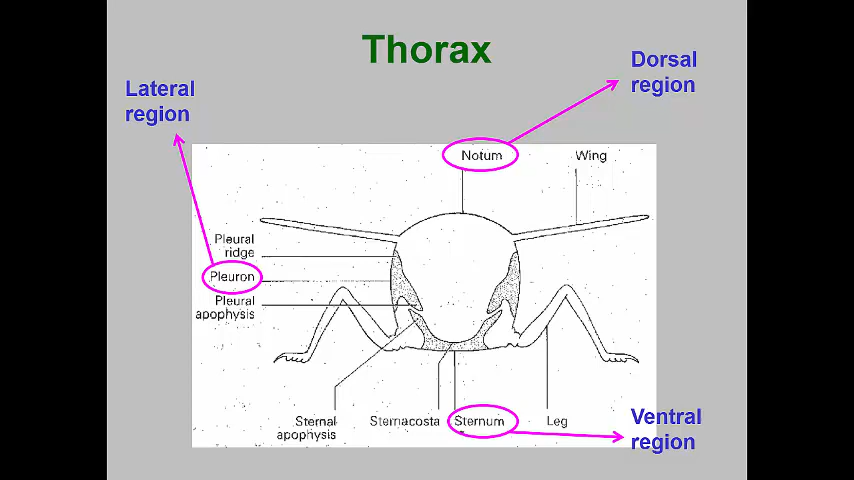 Thorax
Dorsal
region
Lateral
region
Notum
Wing
Pleural
ridge
Pleuron
Pleural
apophysis
Sternal
apophysis
Sternacosta
Sternum
Leg
Ventral
region